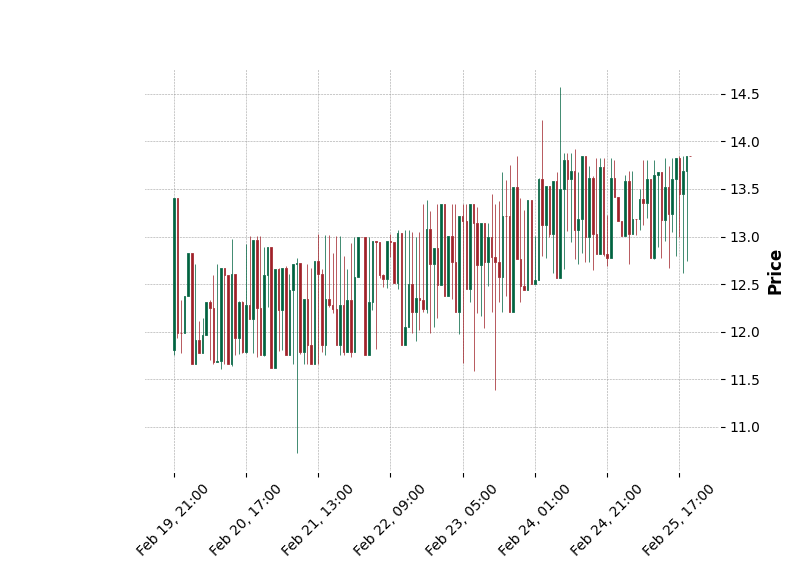 14.5
14.0
13.5
13.0
12.5
12.0
11.5
11.0
Price
Feb 19, 21:00
Feb 20, 17:00
Feb 21, 13:00
Feb 22, 09:00
Feb 23, 05:00
Feb 24, 01:00
Feb 24, 21:00
Feb 25, 17:00